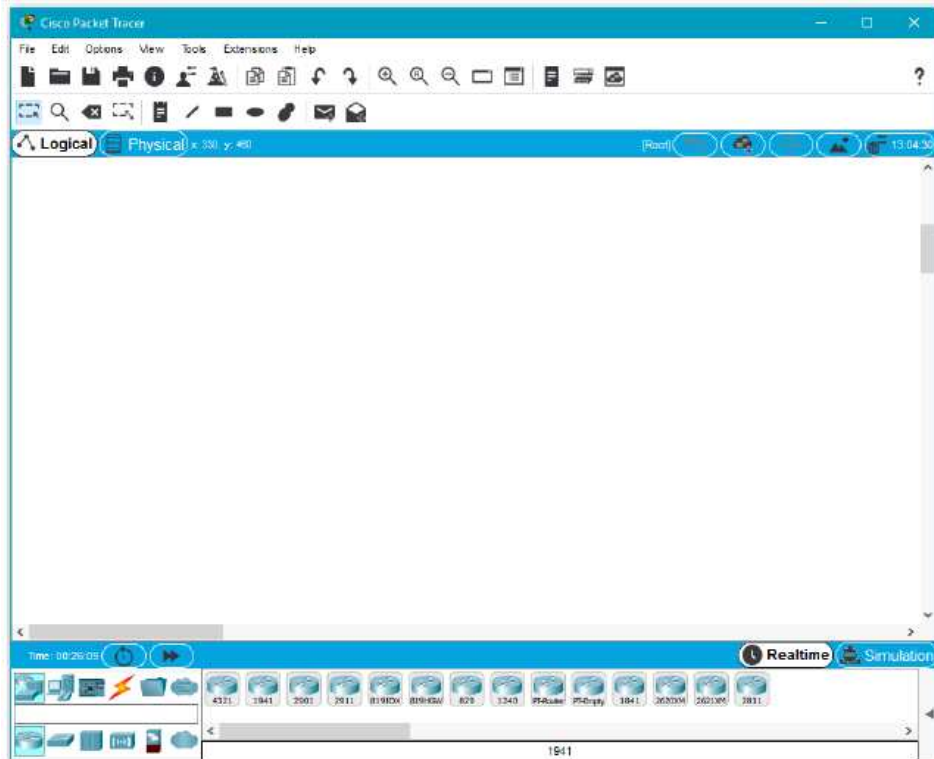 Cisco Packet Tracer
File Edit Options View Tools Extensions Help
?
Logical Physical x: 330, y: 460 [Root] 13:04:30
Time: 00:26:05 Realtime Simulation
4321 1941 2901 2911 819IOX 819HGW 829 1240 PT-Router PT-Empty 1841 2620XM 2621XM 2811
1941